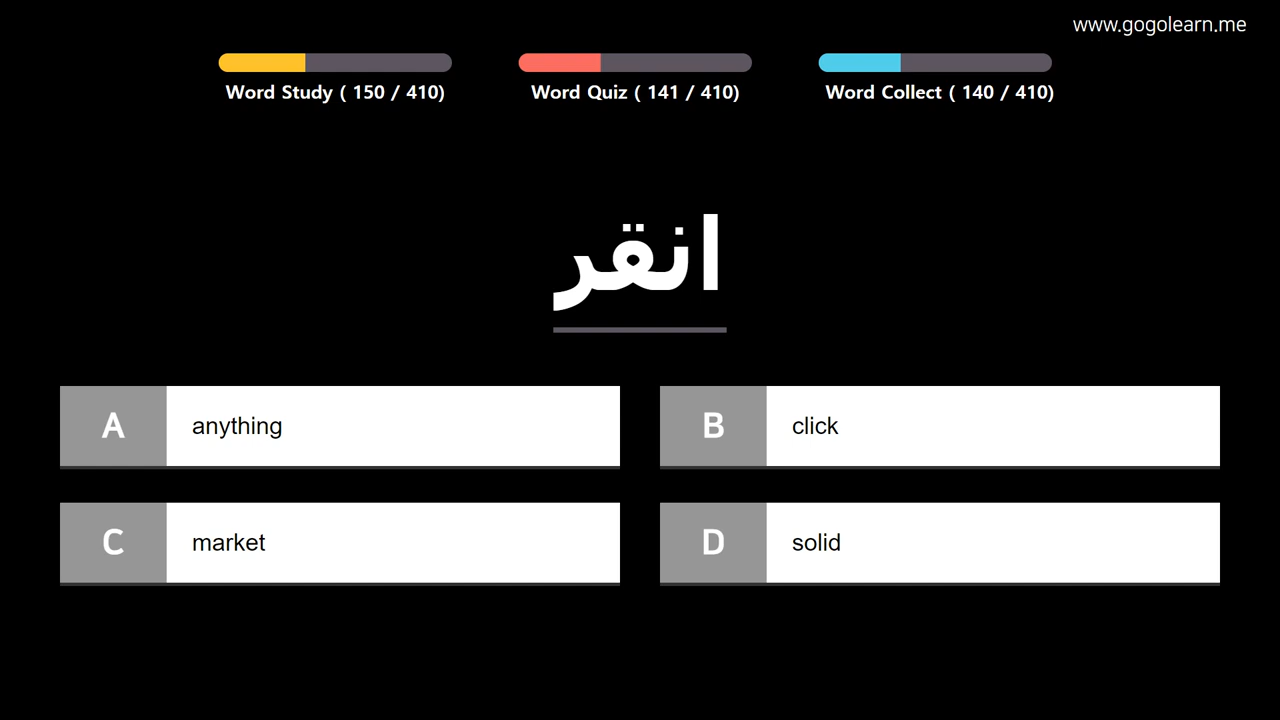 www.gogolearn.me
Word Study ( 150 / 410)
Word Quiz ( 141 / 410)
Word Collect ( 140 / 410)
انقر
A anything
B click
C market
D solid